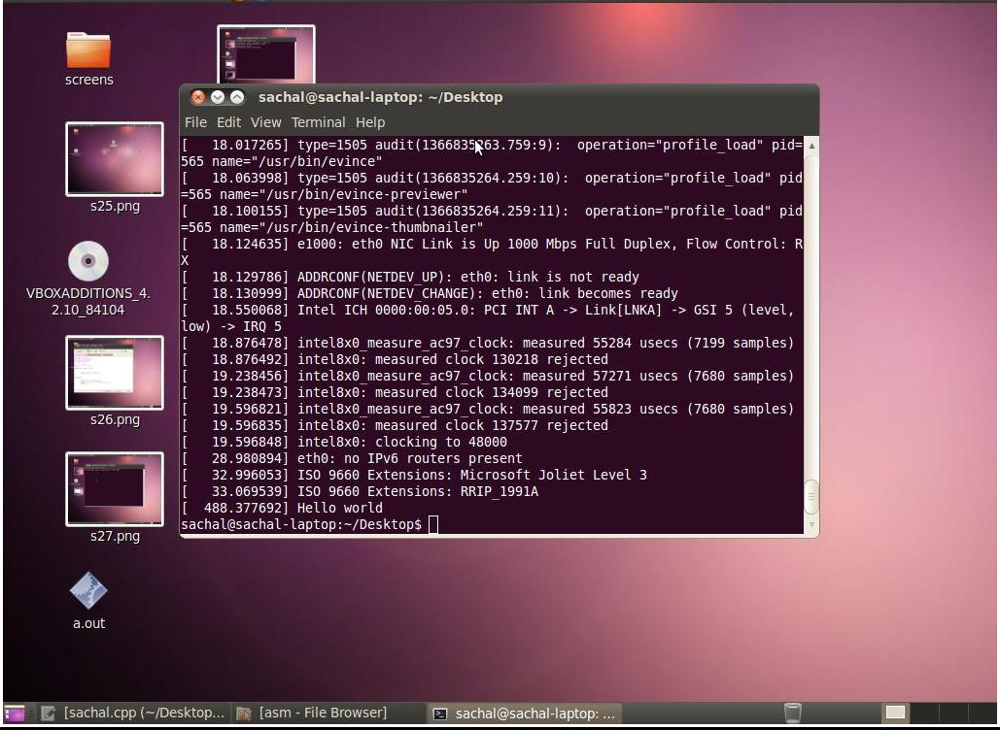 screens
s25.png
VBOXADDITIONS_4.
2.10_84104
s26.png
s27.png
a.out
sachal@sachal-laptop: ~/Desktop
File Edit View Terminal Help
[   18.017265] type=1505 audit(1366835263.759:9):  operation="profile_load" pid=
565 name="/usr/bin/evince"
[   18.063998] type=1505 audit(1366835264.259:10):  operation="profile_load" pid
=565 name="/usr/bin/evince-previewer"
[   18.100155] type=1505 audit(1366835264.259:11):  operation="profile_load" pid
=565 name="/usr/bin/evince-thumbnailer"
[   18.124635] e1000: eth0 NIC Link is Up 1000 Mbps Full Duplex, Flow Control: R
X
[   18.129786] ADDRCONF(NETDEV_UP): eth0: link is not ready
[   18.130999] ADDRCONF(NETDEV_CHANGE): eth0: link becomes ready
[   18.550068] Intel ICH 0000:00:05.0: PCI INT A -> Link[LNKA] -> GSI 5 (level,
low) -> IRQ 5
[   18.876478] intel8x0_measure_ac97_clock: measured 55284 usecs (7199 samples)
[   18.876492] intel8x0: measured clock 130218 rejected
[   19.238456] intel8x0_measure_ac97_clock: measured 57271 usecs (7680 samples)
[   19.238473] intel8x0: measured clock 134099 rejected
[   19.596821] intel8x0_measure_ac97_clock: measured 55823 usecs (7680 samples)
[   19.596835] intel8x0: measured clock 137577 rejected
[   19.596848] intel8x0: clocking to 48000
[   28.980894] eth0: no IPv6 routers present
[   32.996053] ISO 9660 Extensions: Microsoft Joliet Level 3
[   33.069539] ISO 9660 Extensions: RRIP_1991A
[  488.377692] Hello world
sachal@sachal-laptop:~/Desktop$
[sachal.cpp (~/Desktop... [asm - File Browser] sachal@sachal-laptop: ...